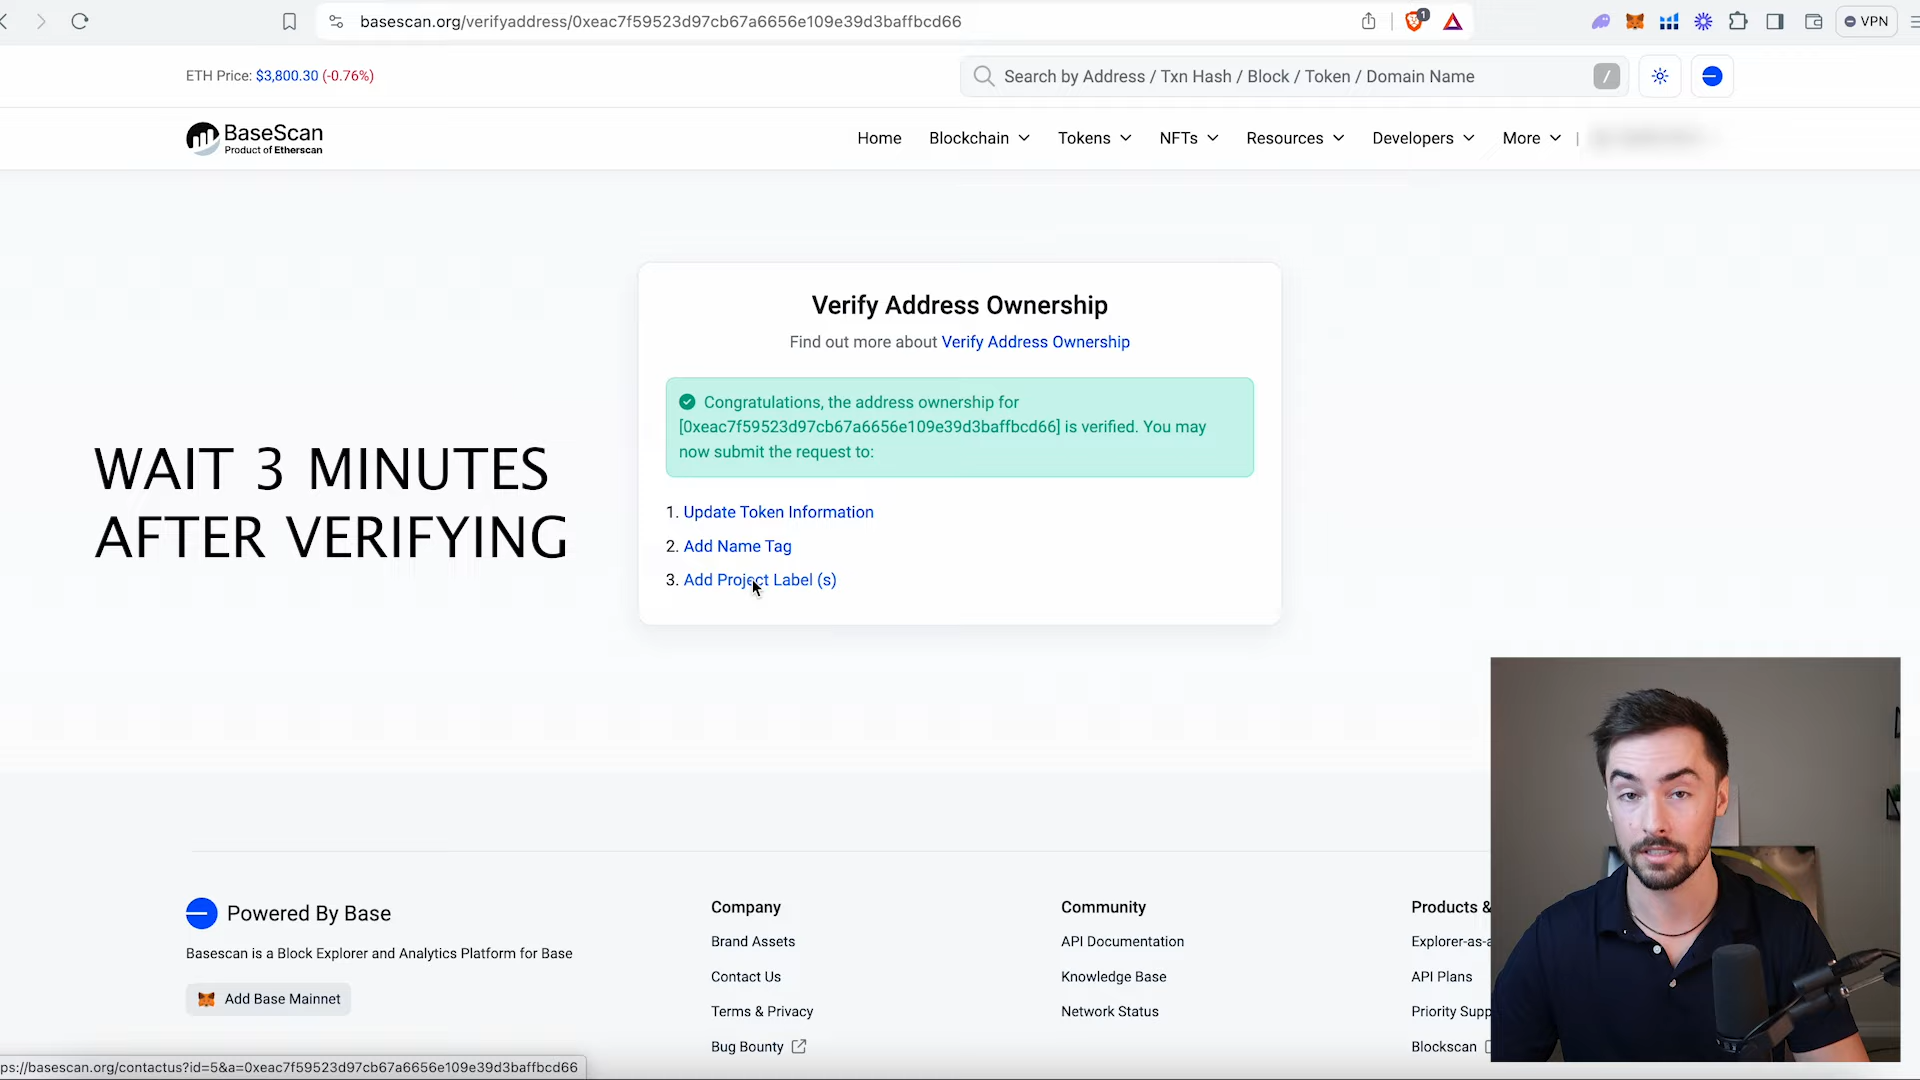 basescan.org/verifyaddress/0xeac7f59523d97cb67a6656e109e39d3baffbcd66
1
VPN
ETH Price: $3,800.30 (-0.76%)
Search by Address / Txn Hash / Block / Token / Domain Name
/
BaseScan
Product of Etherscan
Home
Blockchain
Tokens
NFTs
Resources
Developers
More
|
Verify Address Ownership
Find out more about Verify Address Ownership
Congratulations, the address ownership for
[0xeac7f59523d97cb67a6656e109e39d3baffbcd66] is verified. You may
now submit the request to:
1. Update Token Information
2. Add Name Tag
3. Add Project Label (s)
WAIT 3 MINUTES
AFTER VERIFYING
Powered By Base
Basescan is a Block Explorer and Analytics Platform for Base
Add Base Mainnet
Company
Brand Assets
Contact Us
Terms & Privacy
Bug Bounty
Community
API Documentation
Knowledge Base
Network Status
Products &
Explorer-as-a
API Plans
Priority Supp
Blockscan
ps://basescan.org/contactus?id=5&a=0xeac7f59523d97cb67a6656e109e39d3baffbcd66